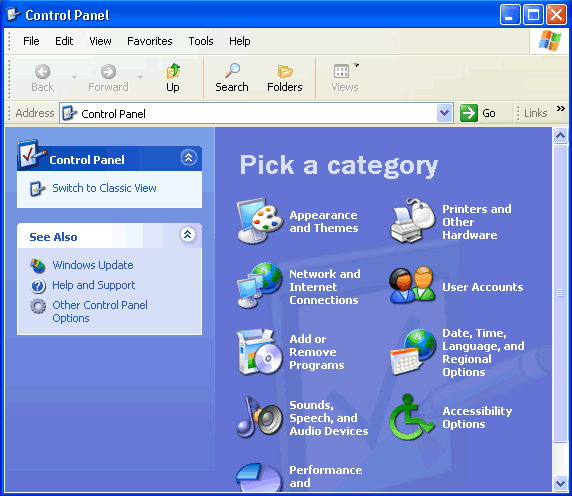 Control Panel
File Edit View Favorites Tools Help
Back Forward Up Search Folders Views
Address Control Panel Go Links »
Control Panel
Switch to Classic View
See Also
Windows Update
Help and Support
Other Control Panel
Options
Pick a category
Appearance
and Themes
Printers and
Other
Hardware
Network and
Internet
Connections
User Accounts
Add or
Remove
Programs
Date, Time,
Language, and
Regional
Options
Sounds,
Speech, and
Audio Devices
Accessibility
Options
Performance
and